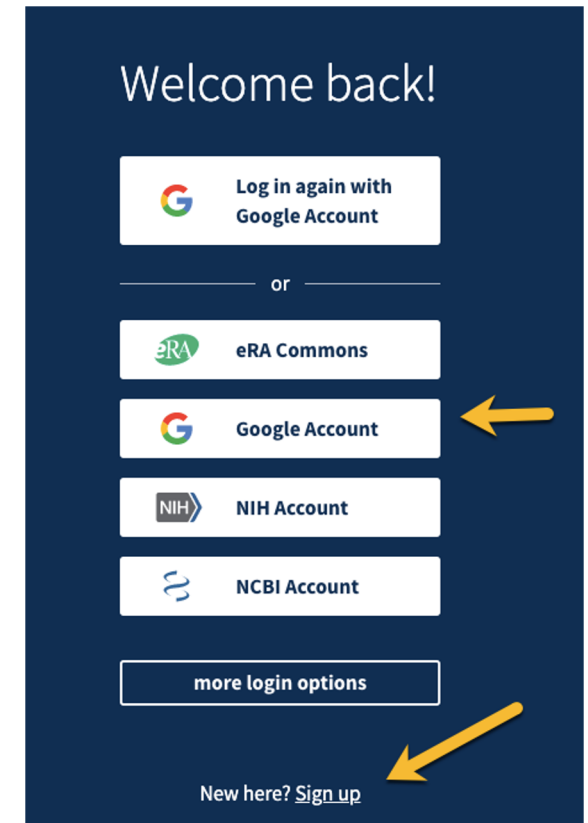 Welcome back!
Log in again with
Google Account
or
eRA eRA Commons
Google Account
NIH NIH Account
NCBI Account
more login options
New here? Sign up